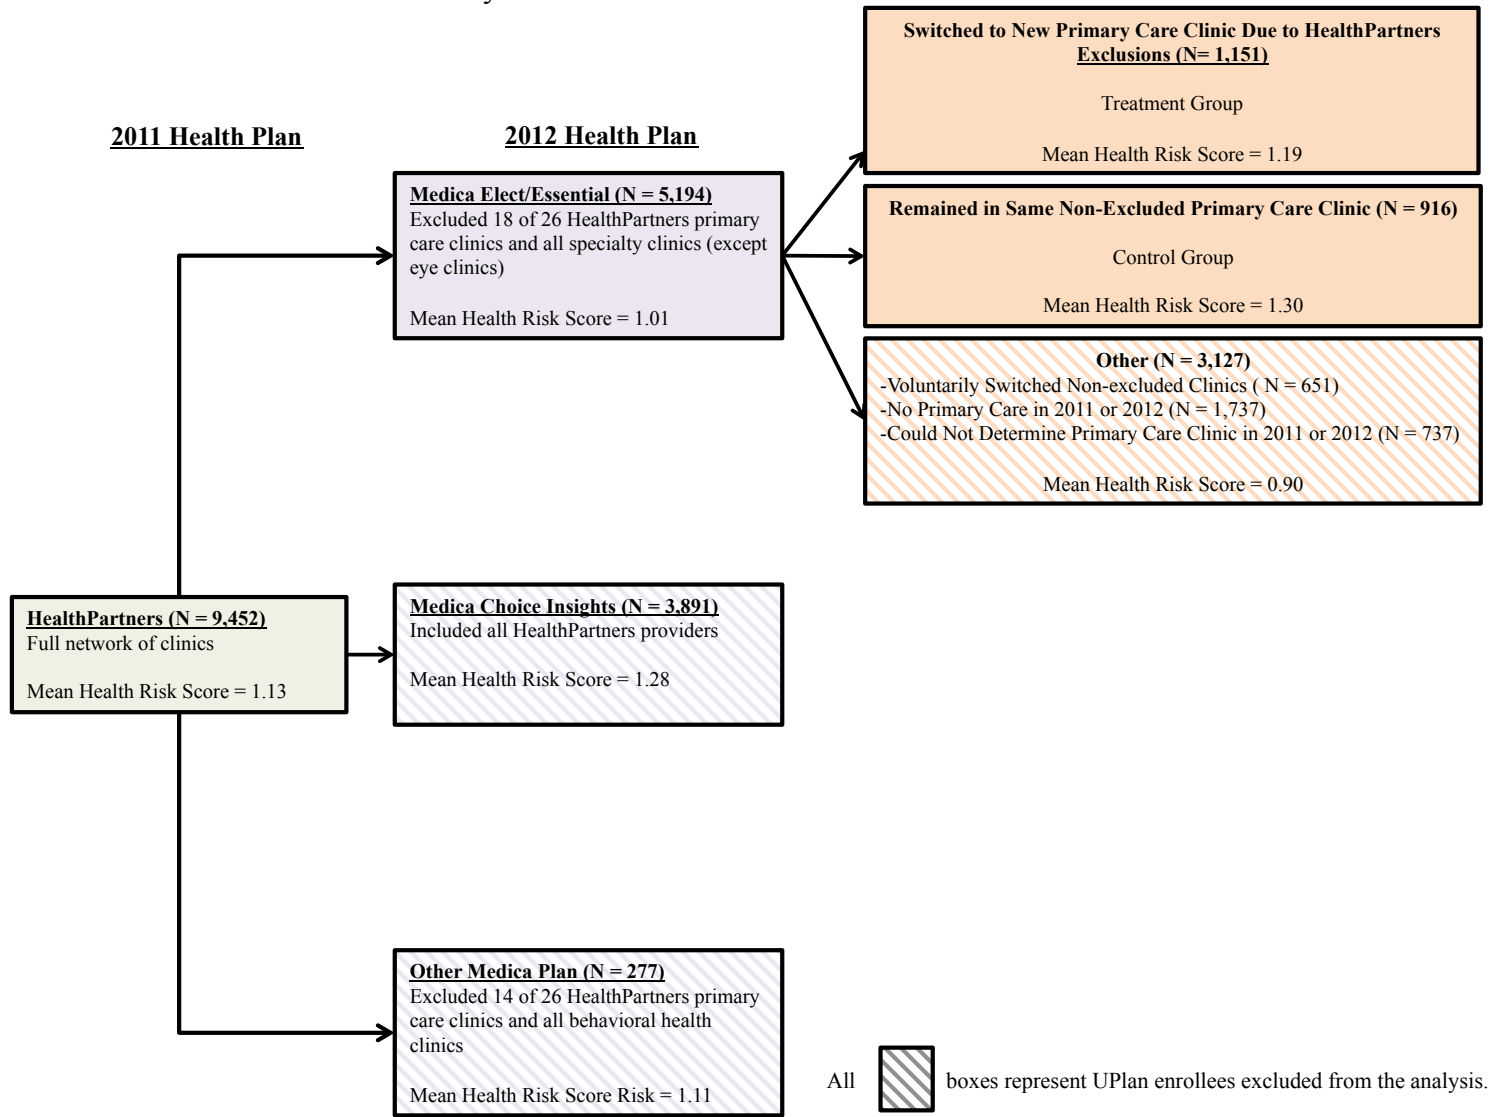 Switched to New Primary Care Clinic Due to HealthPartners
Exclusions (N= 1,151)
Treatment Group
Mean Health Risk Score = 1.19
2011 Health Plan
2012 Health Plan
Medica Elect/Essential (N = 5,194)
Excluded 18 of 26 HealthPartners primary
care clinics and all specialty clinics (except
eye clinics)
Mean Health Risk Score = 1.01
Remained in Same Non-Excluded Primary Care Clinic (N = 916)
Control Group
Mean Health Risk Score = 1.30
Other (N = 3,127)
-Voluntarily Switched Non-excluded Clinics ( N = 651)
-No Primary Care in 2011 or 2012 (N = 1,737)
-Could Not Determine Primary Care Clinic in 2011 or 2012 (N = 737)
Mean Health Risk Score = 0.90
HealthPartners (N = 9,452)
Full network of clinics
Mean Health Risk Score = 1.13
Medica Choice Insights (N = 3,891)
Included all HealthPartners providers
Mean Health Risk Score = 1.28
Other Medica Plan (N = 277)
Excluded 14 of 26 HealthPartners primary
care clinics and all behavioral health
clinics
Mean Health Risk Score Risk = 1.11
All boxes represent UPlan enrollees excluded from the analysis.